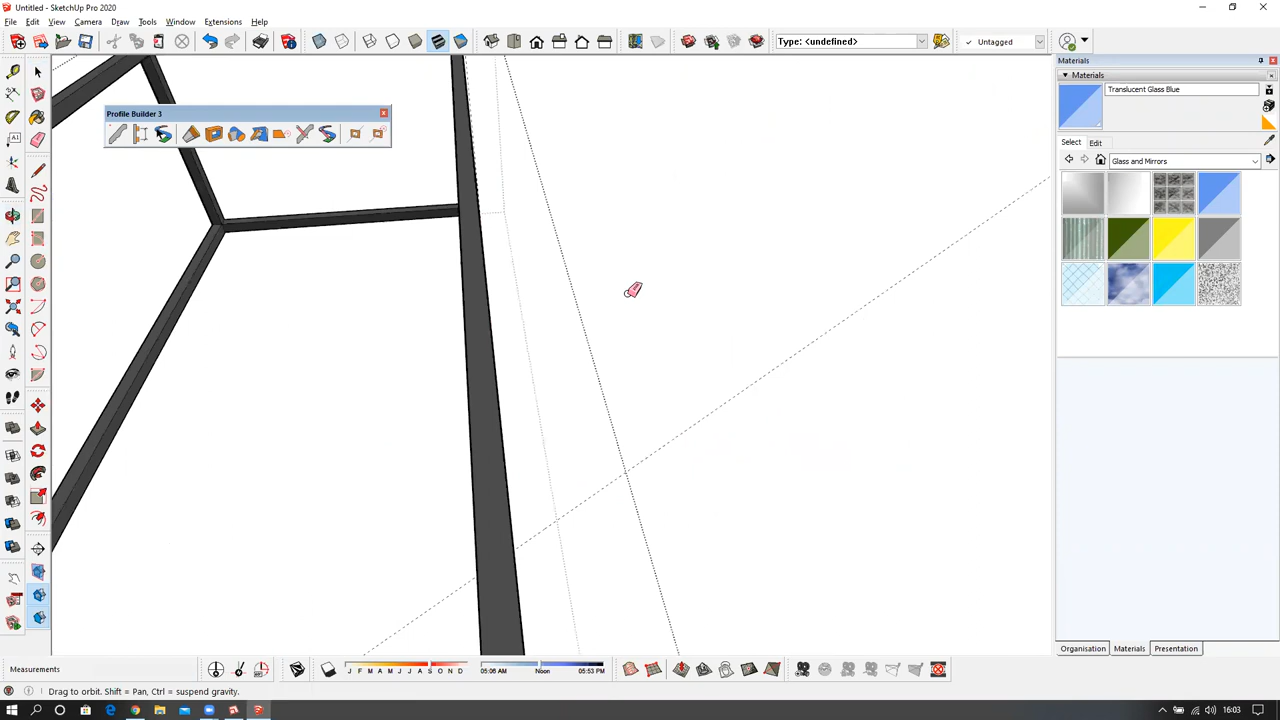 Untitled - SketchUp Pro 2020
File Edit View Camera Draw Tools Window Extensions Help
Type: <undefined>
Untagged
Profile Builder 3
Materials
Materials
Translucent Glass Blue
Select Edit
Glass and Mirrors
Organisation Materials Presentation
Measurements
J F M A M J J A S O N D
05:06 AM Noon 05:53 PM
Drag to orbit. Shift = Pan, Ctrl = suspend gravity.
16:03